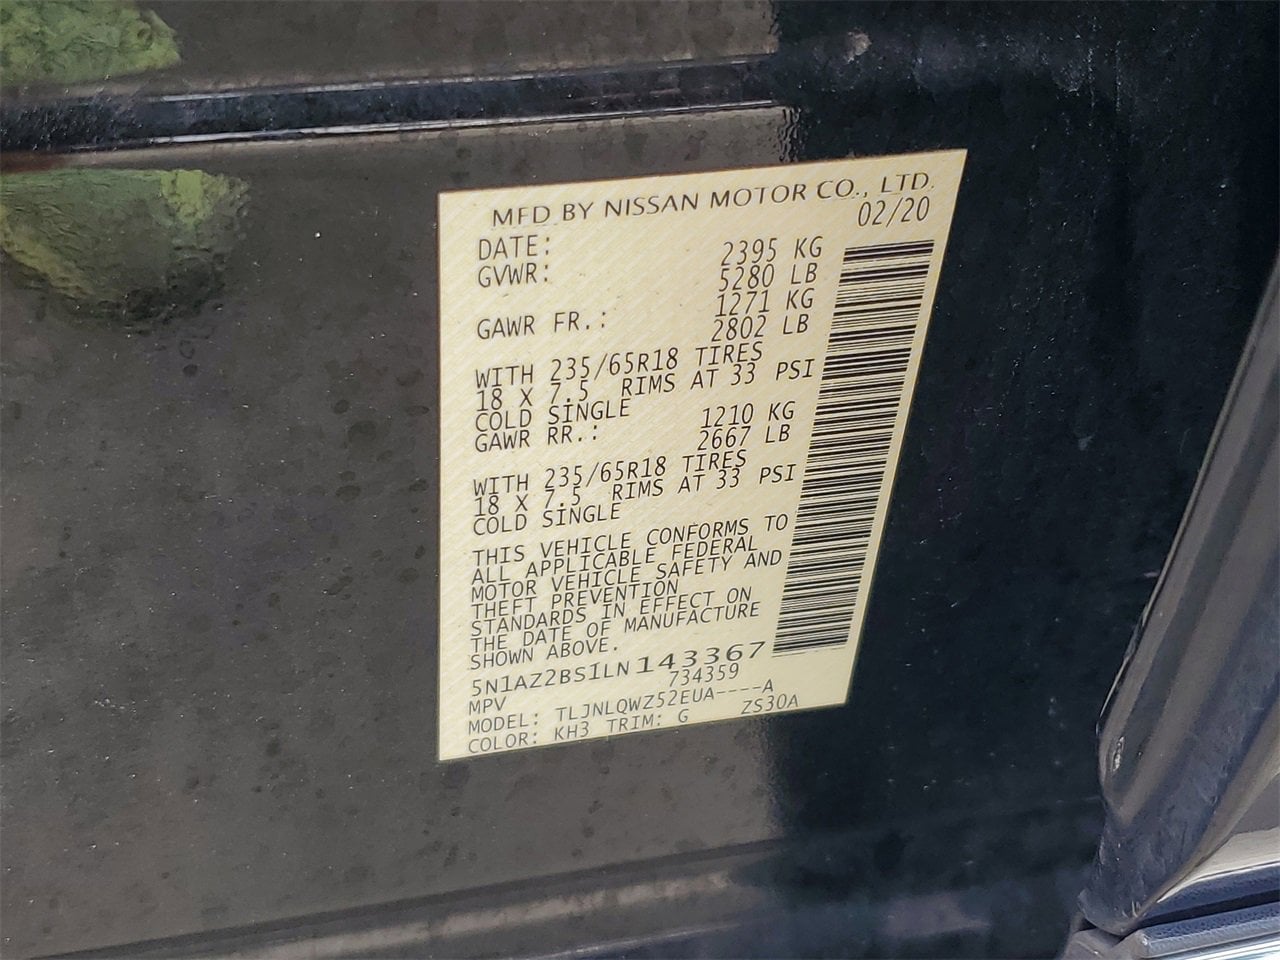 MFD BY NISSAN MOTOR CO., LTD.
DATE: 02/20
GVWR: 2395 KG
5280 LB
GAWR FR.: 1271 KG
2802 LB
WITH 235/65R18 TIRES
18 X 7.5 RIMS AT 33 PSI
COLD SINGLE
GAWR RR.: 1210 KG
2667 LB
WITH 235/65R18 TIRES
18 X 7.5 RIMS AT 33 PSI
COLD SINGLE
THIS VEHICLE CONFORMS TO
ALL APPLICABLE FEDERAL
MOTOR VEHICLE SAFETY AND
THEFT PREVENTION
STANDARDS IN EFFECT ON
THE DATE OF MANUFACTURE
SHOWN ABOVE.
5N1AZ2BS1LN143367
MPV 734359
MODEL: TLJNLQWZ52EUA----A
COLOR: KH3 TRIM: G ZS30A